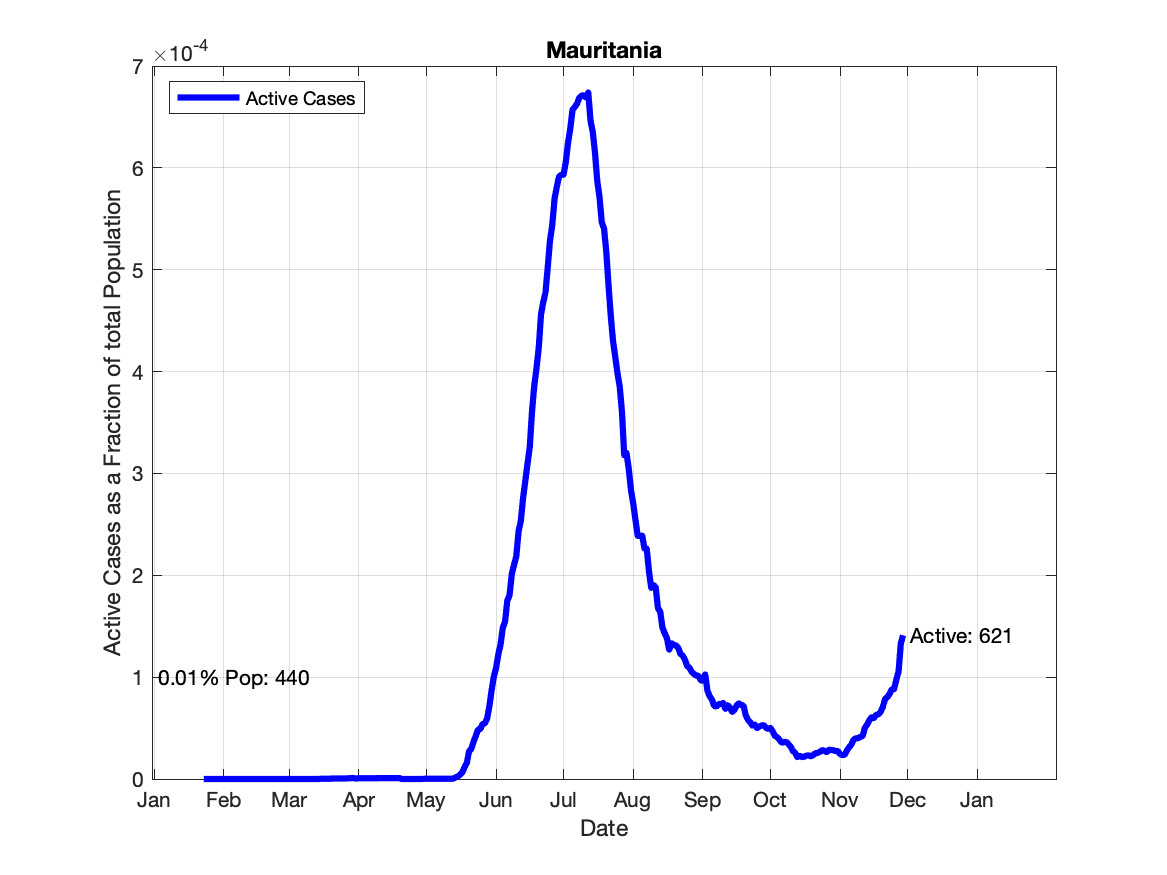 ×10⁻⁴
Mauritania
7
Active Cases
6
5
4
3
2
1
0
Active Cases as a Fraction of total Population
0.01% Pop: 440
Active: 621
Jan Feb Mar Apr May Jun Jul Aug Sep Oct Nov Dec Jan
Date